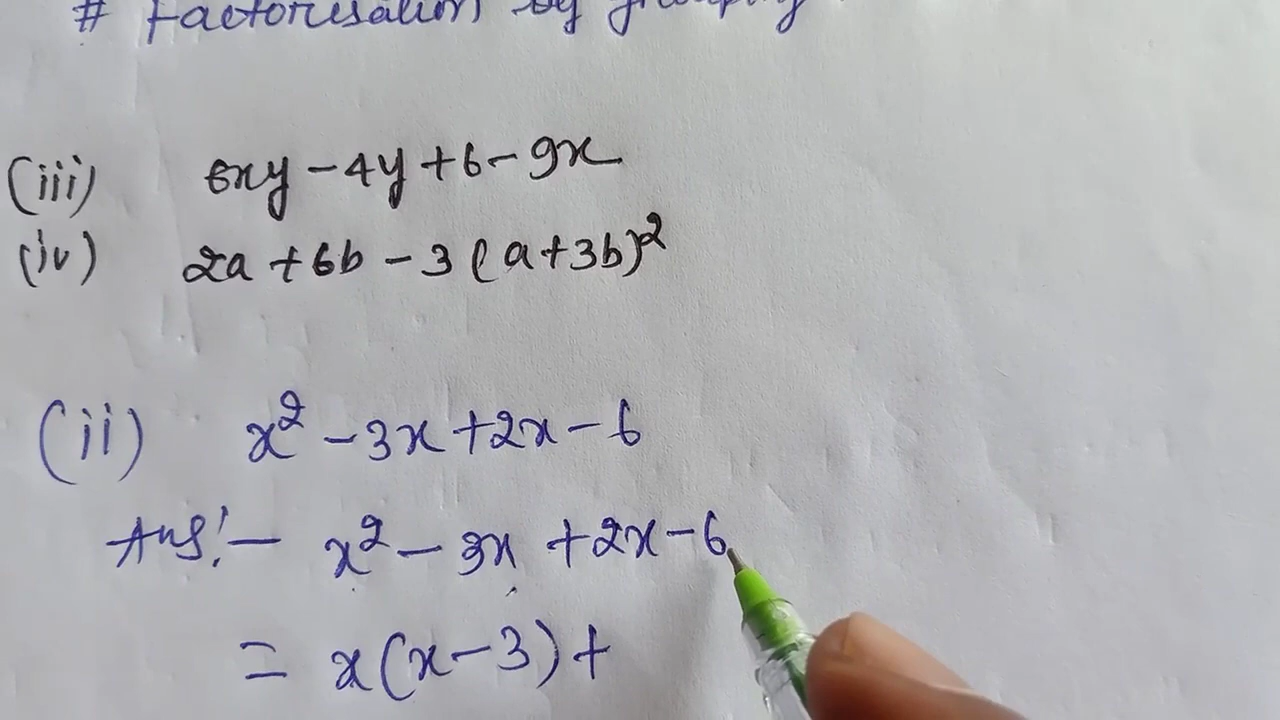 # Factorisation by grouping
(iii) 6xy - 4y + 6 - 9x
(iv) 2a + 6b - 3 (a + 3b)²
(ii) x² - 3x + 2x - 6
Ans:- x² - 3x + 2x - 6
= x(x - 3) +